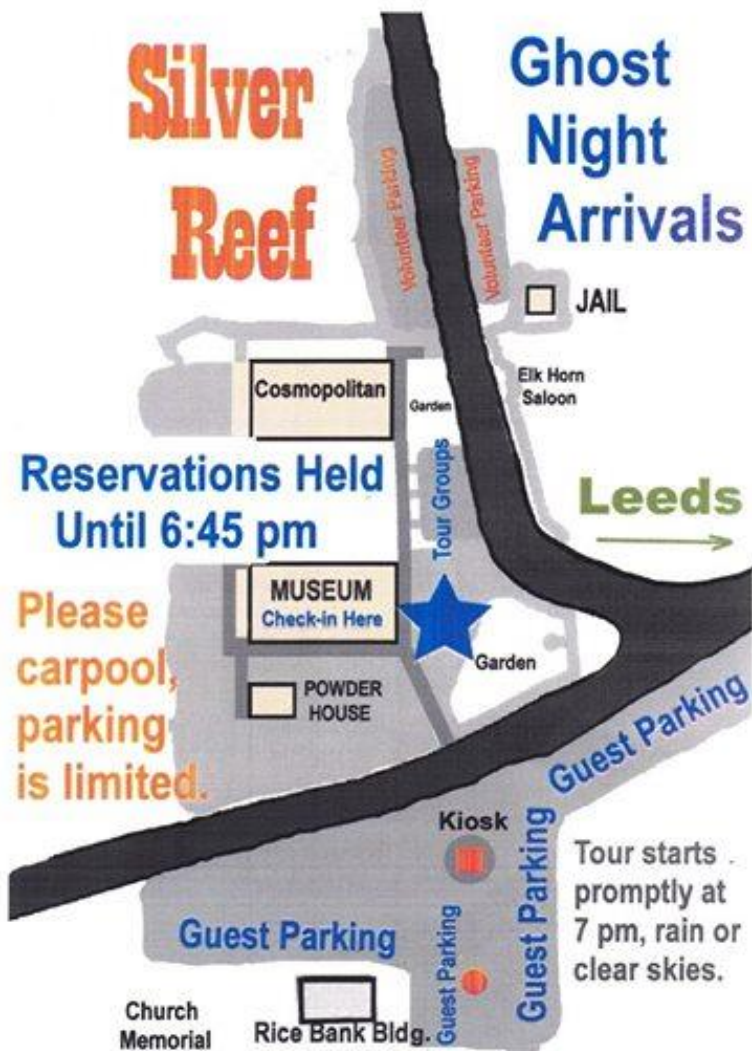 Silver
Reef
Ghost
Night
Arrivals
Volunteer Parking
Volunteer Parking
JAIL
Cosmopolitan
Garden
Elk Horn
Saloon
Reservations Held
Until 6:45 pm
Tour Groups
Leeds
MUSEUM
Check-in Here
Please
carpool,
parking
is limited.
Garden
POWDER
HOUSE
Guest Parking
Kiosk
Guest Parking
Tour starts
promptly at
7 pm, rain or
clear skies.
Guest Parking
Guest Parking
Church
Memorial
Rice Bank Bldg.